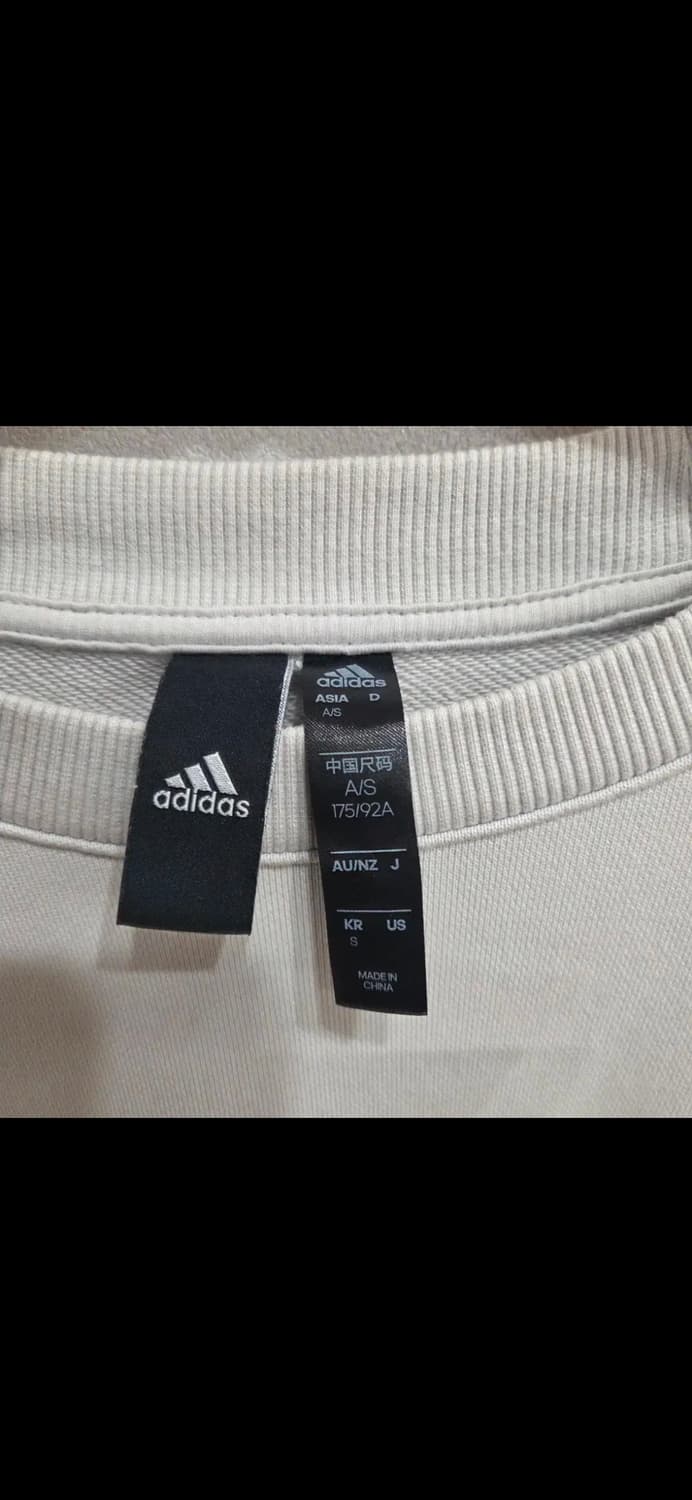 adidas
adidas
ASIA D
A/S
中国尺码
A/S
175/92A
AU/NZ J
KR US
S
MADE IN
CHINA